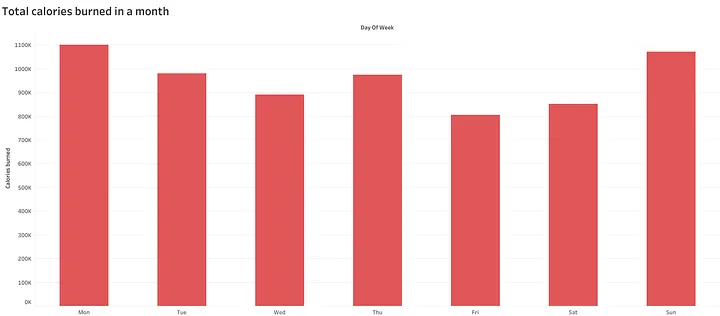 Total calories burned in a month
Day Of Week
1100K
1000K
900K
800K
700K
600K
500K
400K
300K
200K
100K
0K
Calories burned
Mon Tue Wed Thu Fri Sat Sun